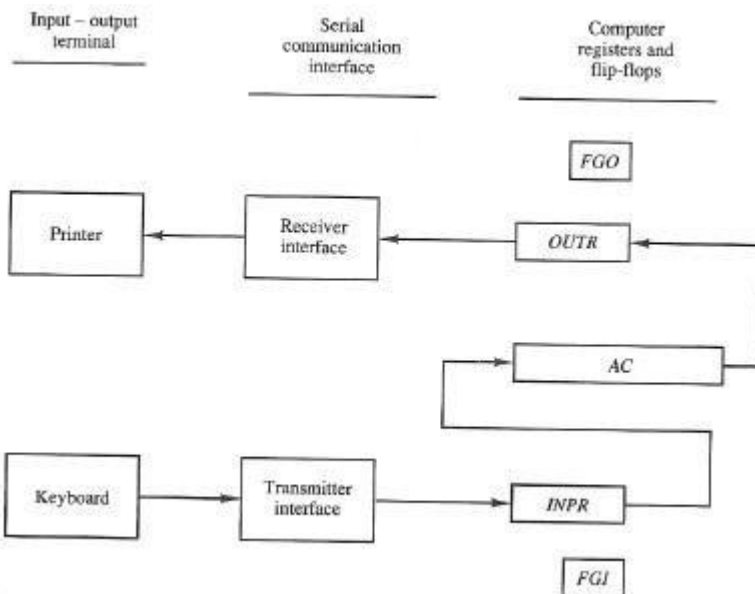 Input – output
terminal
Serial
communication
interface
Computer
registers and
flip-flops
FGO
Printer
Receiver
interface
OUTR
AC
Keyboard
Transmitter
interface
INPR
FGI